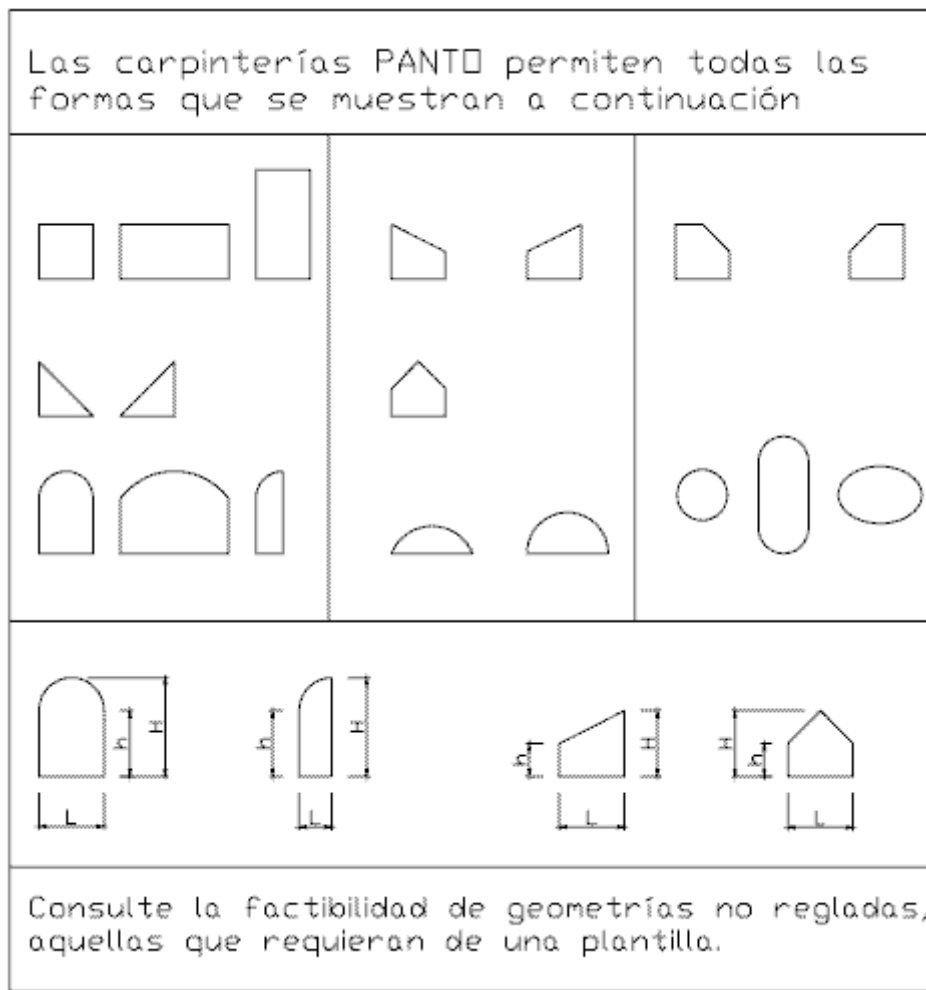 Las carpinterías PANTO permiten todas las
formas que se muestran a continuación
h
H
L
h
H
L
h
H
L
H
h
L
Consulte la factibilidad de geometrías no regladas,
aquellas que requieran de una plantilla.